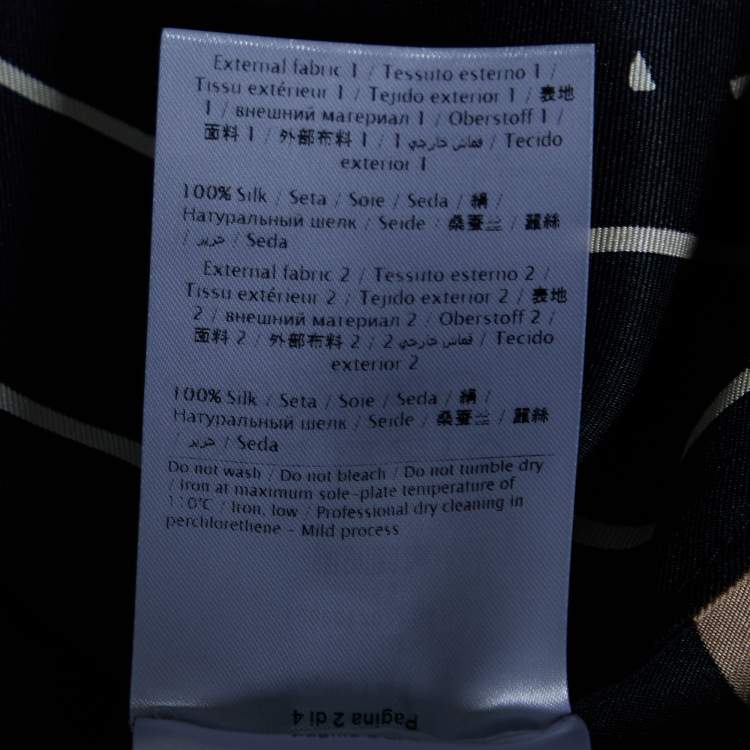 External fabric 1 / Tessuto esterno 1 /
Tissu extérieur 1 / Tejido exterior 1 / 表地
1 / внешний материал 1 / Oberstoff 1 /
面料 1 / 外部布料 1 / 1 قماش خارجي / Tecido
exterior 1
100% Silk / Seta / Soie / Seda / 絹 /
Натуральный шелк / Seide / 桑蚕丝 / 蠶絲
/ حرير / Seda
External fabric 2 / Tessuto esterno 2 /
Tissu extérieur 2 / Tejido exterior 2 / 表地
2 / внешний материал 2 / Oberstoff 2 /
面料 2 / 外部布料 2 / 2 قماش خارجي / Tecido
exterior 2
100% Silk / Seta / Soie / Seda / 絹 /
Натуральный шелк / Seide / 桑蚕丝 / 蠶絲
/ حرير / Seda
Do not wash / Do not bleach / Do not tumble dry
/ Iron at maximum sole-plate temperature of
110°C / Iron, low / Professional dry cleaning in
perchlorethene - Mild process
Pagina 2 di 4